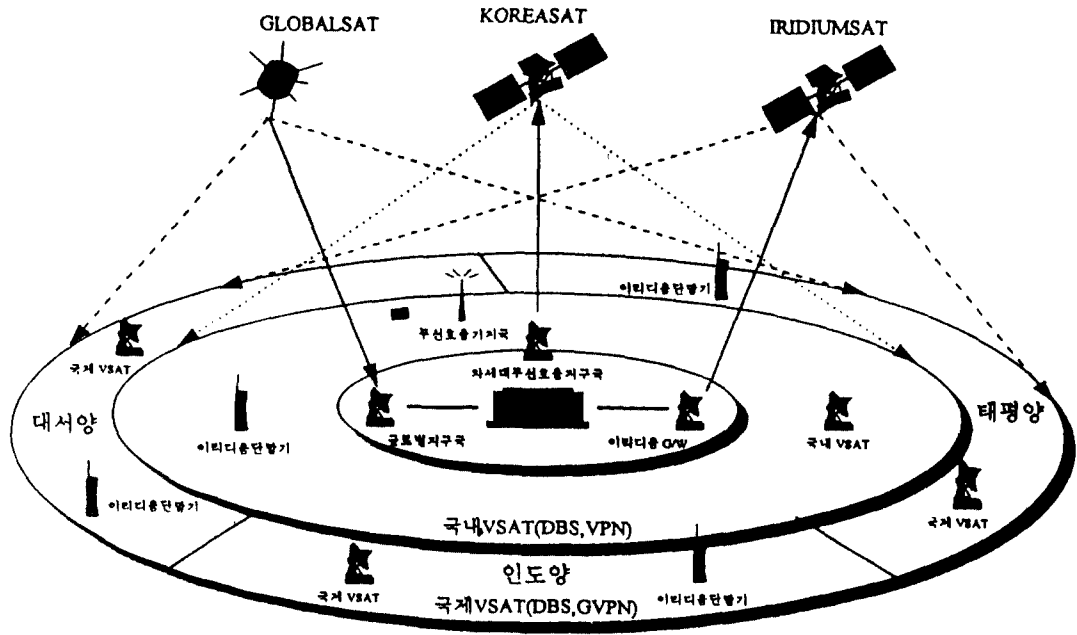 GLOBALSAT
KOREASAT
IRIDIUMSAT
이리디움단말기
무선호출기지국
국제 VSAT
차세대무선호출지구국
대서양
태평양
글로벌지구국
이리디움 G/W
국내 VSAT
이리디움단말기
이리디움단말기
국제 VSAT
국내VSAT(DBS,VPN)
인도양
국제 VSAT
국제VSAT(DBS,GVPN)
이리디움단말기